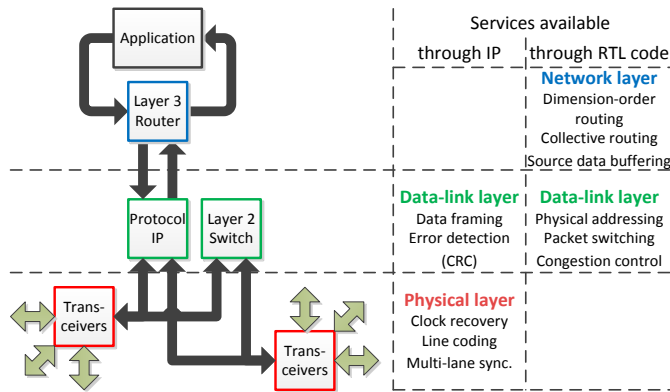 Application
Layer 3
Router
Protocol
IP
Layer 2
Switch
Trans-
ceivers
Trans-
ceivers
Services available
through IP
through RTL code
Network layer
Dimension-order
routing
Collective routing
Source data buffering
Data-link layer
Data framing
Error detection
(CRC)
Data-link layer
Physical addressing
Packet switching
Congestion control
Physical layer
Clock recovery
Line coding
Multi-lane sync.